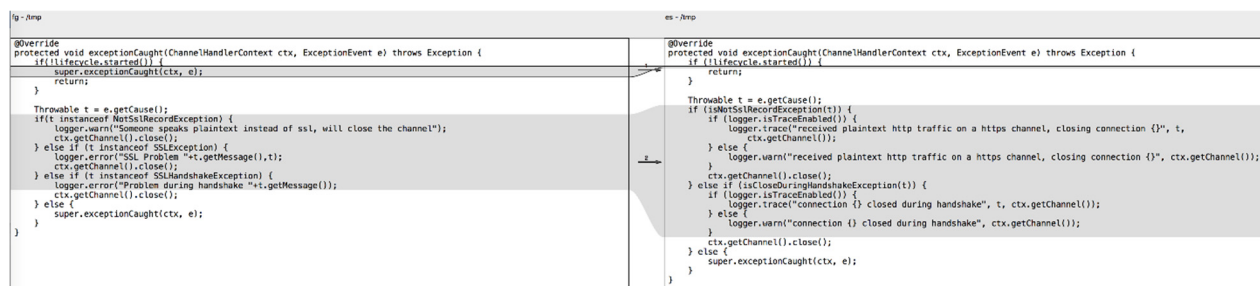 fg - /tmp
@Override
protected void exceptionCaught(ChannelHandlerContext ctx, ExceptionEvent e) throws Exception {
if(!lifecycle.started()) {
super.exceptionCaught(ctx, e);
return;
}
Throwable t = e.getCause();
if(t instanceof NotSslRecordException) {
logger.warn("Someone speaks plaintext instead of ssl, will close the channel");
ctx.getChannel().close();
} else if (t instanceof SSLException) {
logger.error("SSL Problem "+t.getMessage(),t);
ctx.getChannel().close();
} else if (t instanceof SSLHandshakeException) {
logger.error("Problem during handshake "+t.getMessage());
ctx.getChannel().close();
} else {
super.exceptionCaught(ctx, e);
}
}
1
2
es - /tmp
@Override
protected void exceptionCaught(ChannelHandlerContext ctx, ExceptionEvent e) throws Exception {
if (!lifecycle.started()) {
return;
}
Throwable t = e.getCause();
if (isNotSslRecordException(t)) {
if (logger.isTraceEnabled()) {
logger.trace("received plaintext http traffic on a https channel, closing connection {}", t,
ctx.getChannel());
} else {
logger.warn("received plaintext http traffic on a https channel, closing connection {}", ctx.getChannel());
}
ctx.getChannel().close();
} else if (isCloseDuringHandshakeException(t)) {
if (logger.isTraceEnabled()) {
logger.trace("connection {} closed during handshake", t, ctx.getChannel());
} else {
logger.warn("connection {} closed during handshake", ctx.getChannel());
}
ctx.getChannel().close();
} else {
super.exceptionCaught(ctx, e);
}
}